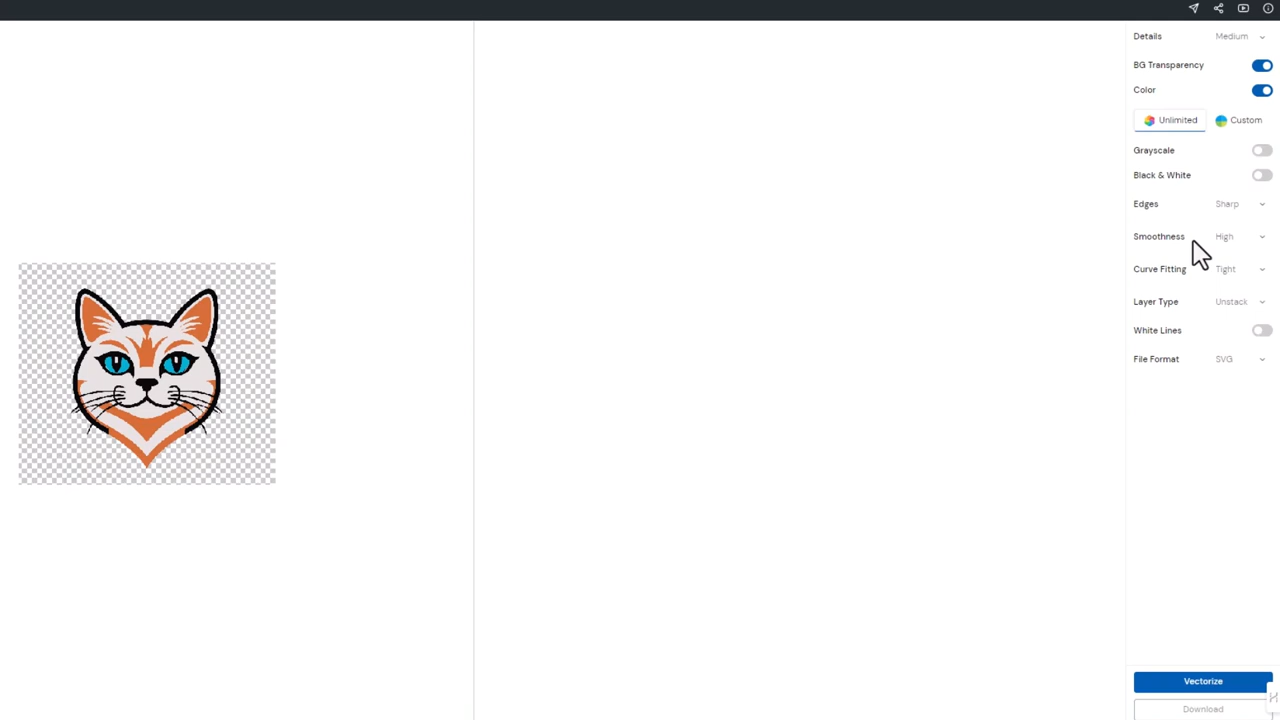 Details Medium
BG Transparency
Color
Unlimited Custom
Grayscale
Black & White
Edges Sharp
Smoothness High
Curve Fitting Tight
Layer Type Unstack
White Lines
File Format SVG
Vectorize
Download